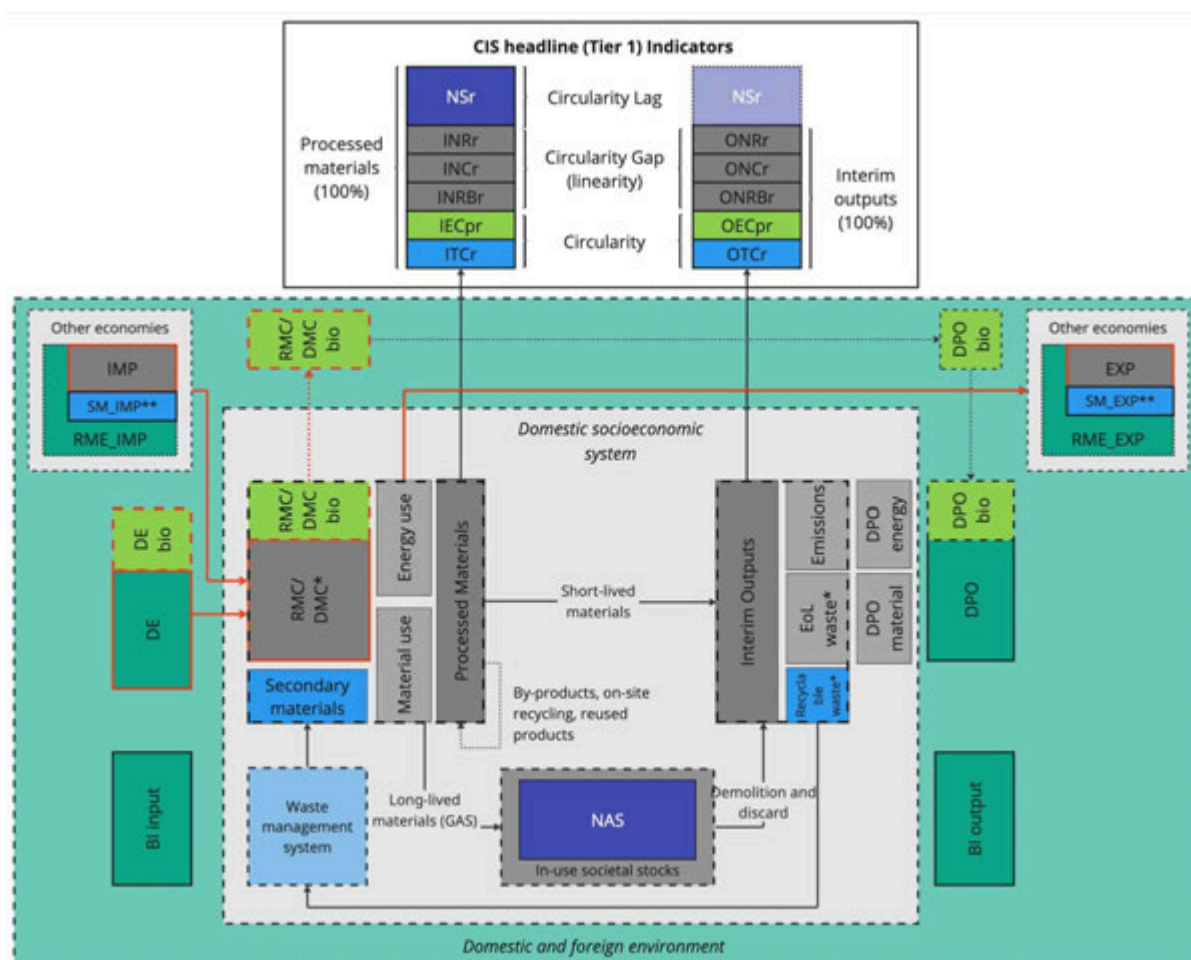 CIS headline (Tier 1) Indicators
NSr
INRr
INCr
INRBr
IECpr
ITCr
Processed
materials
(100%)
Circularity Lag
Circularity Gap
(linearity)
Circularity
NSr
ONRr
ONCr
ONRBr
OECpr
OTCr
Interim
outputs
(100%)
Other economies
IMP
SM_IMP**
RME_IMP
RMC/
DMC
bio
DPO
bio
Other economies
EXP
SM_EXP**
RME_EXP
Domestic socioeconomic
system
DE
bio
DE
RMC/
DMC
bio
RMC/
DMC*
Secondary
materials
Energy use
Material use
Processed Materials
Short-lived
materials
By-products, on-site
recycling, reused
products
Interim Outputs
Emissions
EoL
waste*
Recycla
ble
waste*
DPO
energy
DPO
material
DPO
bio
DPO
BI input
Waste
management
system
Long-lived
materials (GAS)
NAS
In-use societal stocks
Demolition and
discard
BI output
Domestic and foreign environment